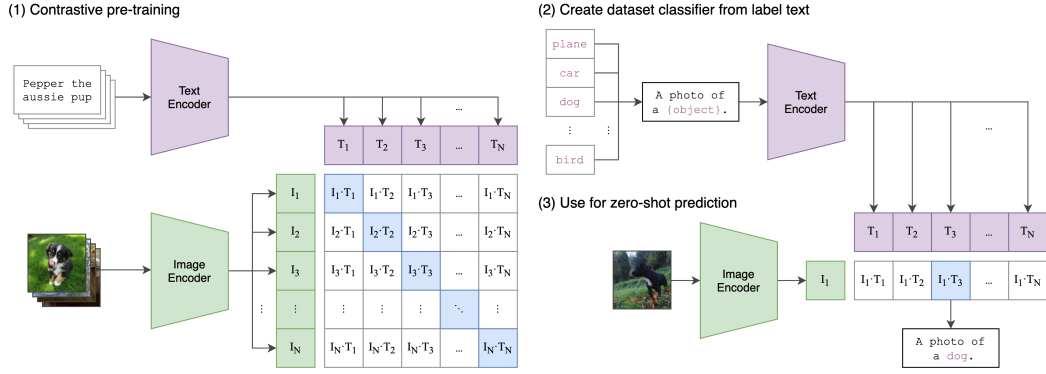 (1) Contrastive pre-training
Pepper the
aussie pup
Text
Encoder
...
T1 T2 T3 ... TN
I1 I1·T1 I1·T2 I1·T3 ... I1·TN
I2 I2·T1 I2·T2 I2·T3 ... I2·TN
Image
Encoder
I3 I3·T1 I3·T2 I3·T3 ... I3·TN
⋮ ⋮ ⋮ ⋮ ⋮ ⋱ ⋮
IN IN·T1 IN·T2 IN·T3 ... IN·TN
(2) Create dataset classifier from label text
plane
car
dog
⋮ ⋮
bird
A photo of
a {object}.
Text
Encoder
...
(3) Use for zero-shot prediction
T1 T2 T3 ... TN
Image
Encoder
I1 I1·T1 I1·T2 I1·T3 ... I1·TN
A photo of
a dog.